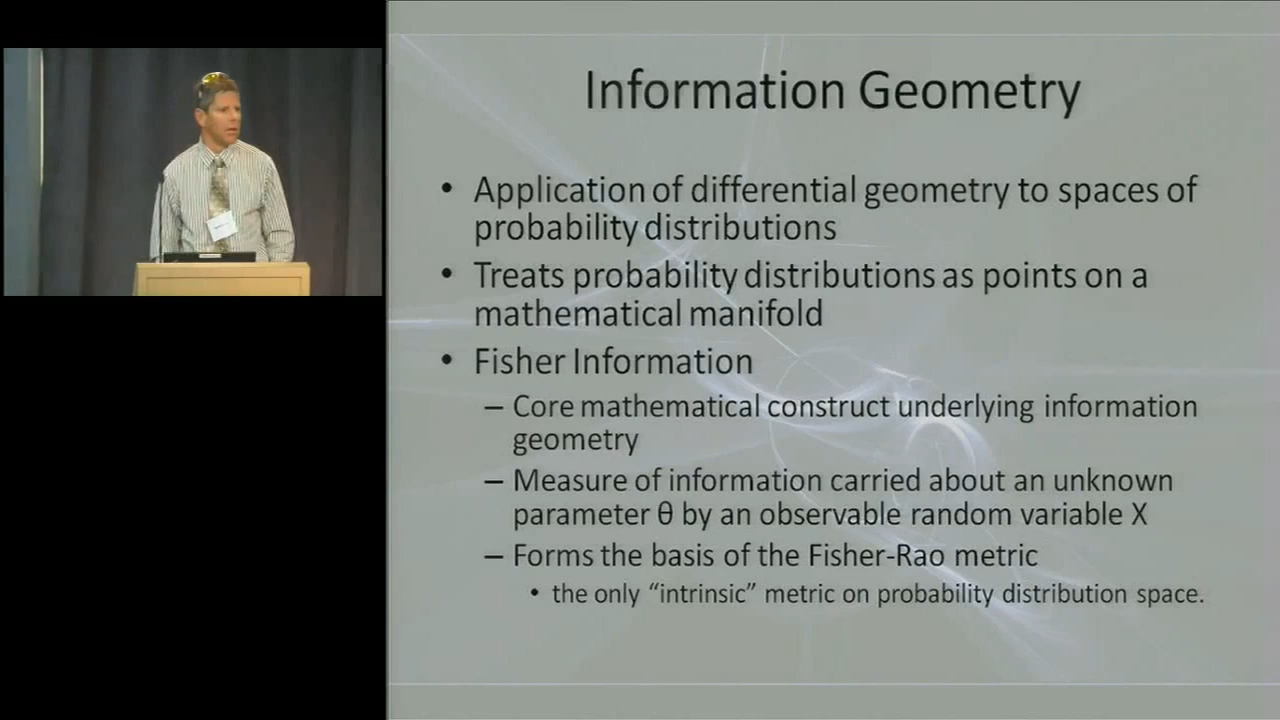 Information Geometry
• Application of differential geometry to spaces of
probability distributions
• Treats probability distributions as points on a
mathematical manifold
• Fisher Information
– Core mathematical construct underlying information
geometry
– Measure of information carried about an unknown
parameter θ by an observable random variable X
– Forms the basis of the Fisher-Rao metric
• the only “intrinsic” metric on probability distribution space.